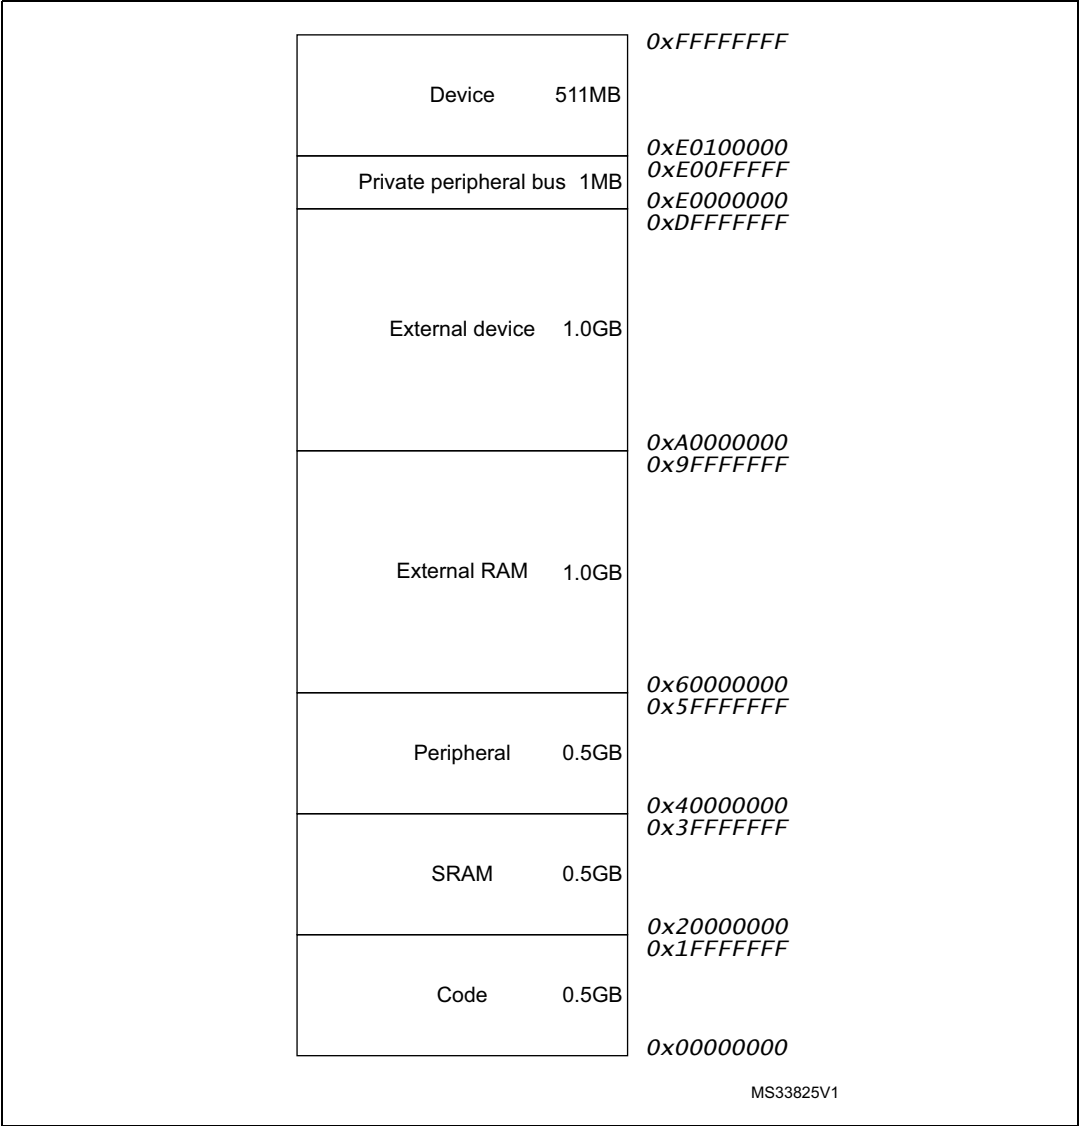 0xFFFFFFFF
Device 511MB
0xE0100000
0xE00FFFFF
Private peripheral bus 1MB
0xE0000000
0xDFFFFFFF
External device 1.0GB
0xA0000000
0x9FFFFFFF
External RAM 1.0GB
0x60000000
0x5FFFFFFF
Peripheral 0.5GB
0x40000000
0x3FFFFFFF
SRAM 0.5GB
0x20000000
0x1FFFFFFF
Code 0.5GB
0x00000000
MS33825V1